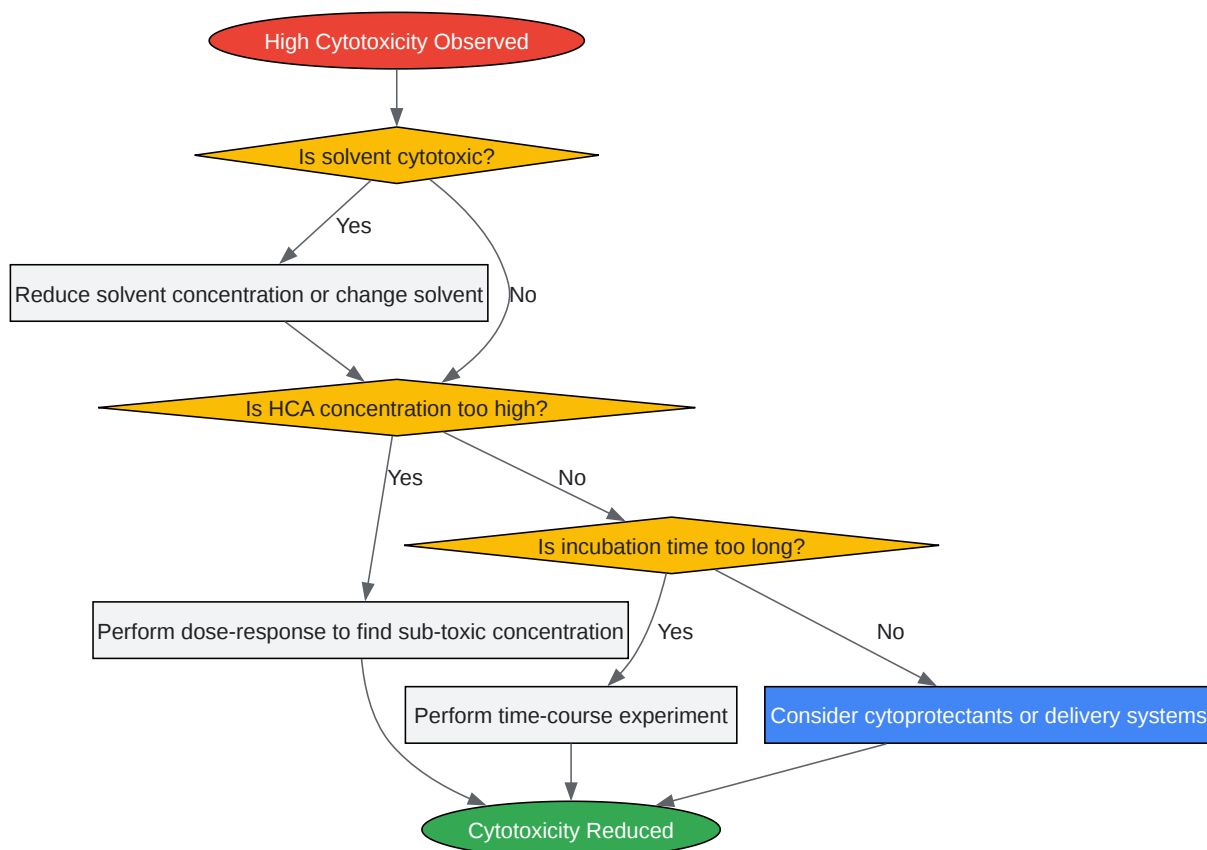 High Cytotoxicity Observed
Is solvent cytotoxic?
Yes
Reduce solvent concentration or change solvent
No
Is HCA concentration too high?
Yes
No
Is incubation time too long?
Perform dose-response to find sub-toxic concentration
Yes
No
Perform time-course experiment
Consider cytoprotectants or delivery systems
Cytotoxicity Reduced